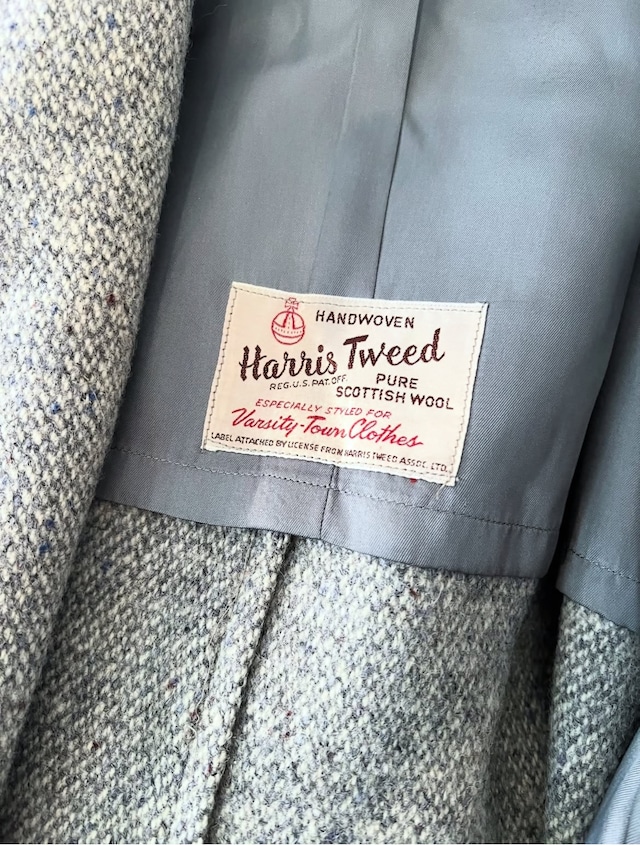 HANDWOVEN
Harris Tweed
REG. U.S. PAT. OFF. PURE
SCOTTISH WOOL
ESPECIALLY STYLED FOR
Varsity-Town Clothes
LABEL ATTACHED BY LICENSE FROM HARRIS TWEED ASSOC. LTD.